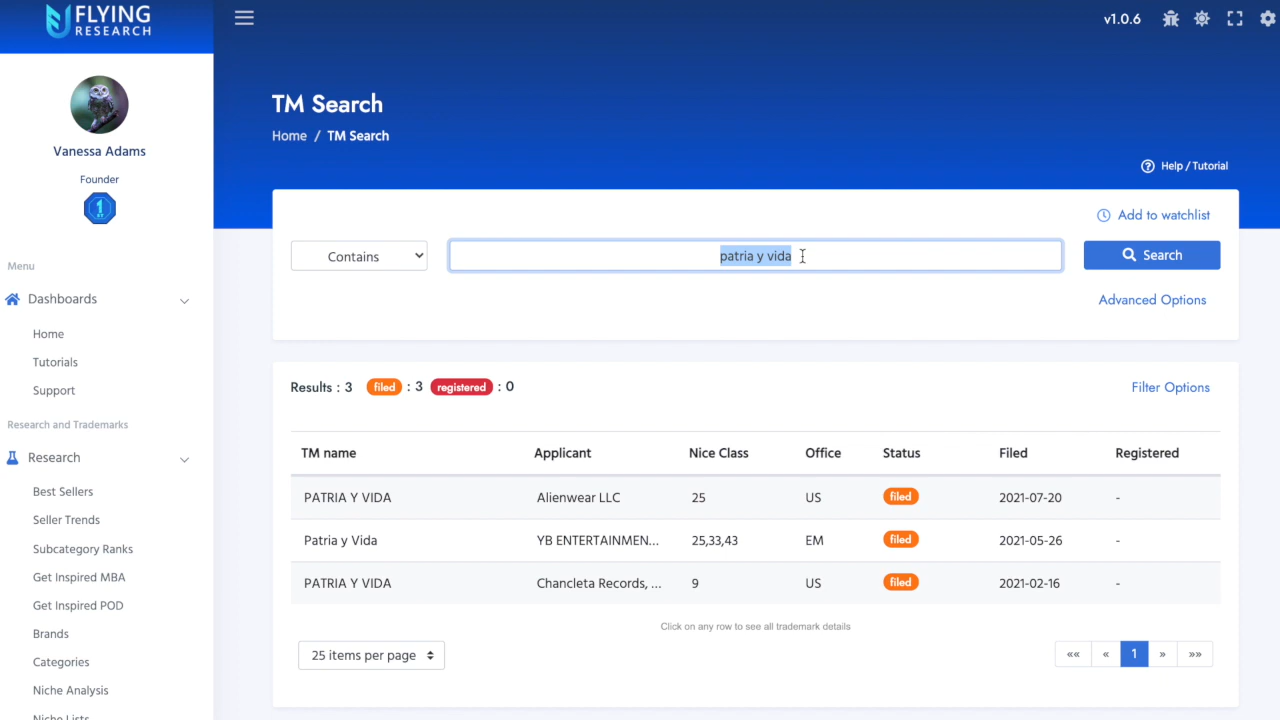 FLYING
RESEARCH
v1.0.6
Vanessa Adams
Founder
1
Menu
Dashboards
Home
Tutorials
Support
Research and Trademarks
Research
Best Sellers
Seller Trends
Subcategory Ranks
Get Inspired MBA
Get Inspired POD
Brands
Categories
Niche Analysis
Niche Lists
TM Search
Home / TM Search
Help / Tutorial
Add to watchlist
Contains patria y vida Search
Advanced Options
Results : 3 filed : 3 registered : 0 Filter Options
TM name Applicant Nice Class Office Status Filed Registered
PATRIA Y VIDA Alienwear LLC 25 US filed 2021-07-20 -
Patria y Vida YB ENTERTAINMEN... 25,33,43 EM filed 2021-05-26 -
PATRIA Y VIDA Chancleta Records, ... 9 US filed 2021-02-16 -
Click on any row to see all trademark details
25 items per page «« « 1 » »»